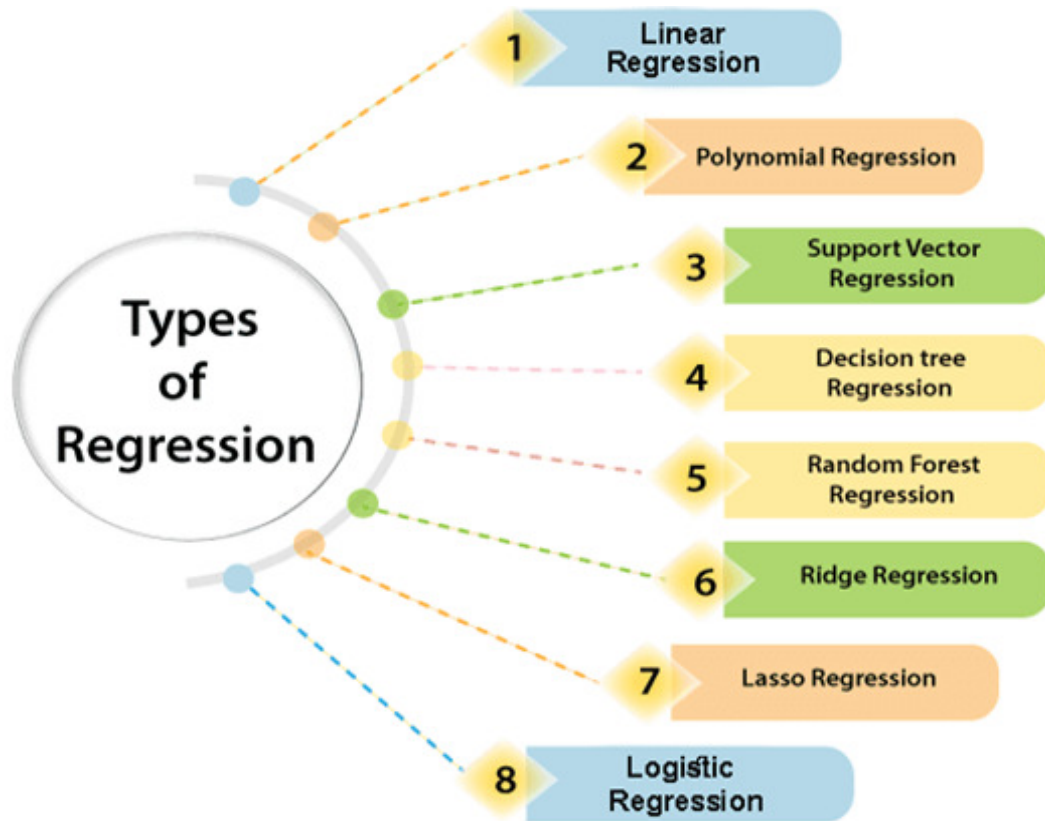 Types
of
Regression
1
Linear
Regression
2
Polynomial Regression
3
Support Vector
Regression
4
Decision tree
Regression
5
Random Forest
Regression
6
Ridge Regression
7
Lasso Regression
8
Logistic
Regression